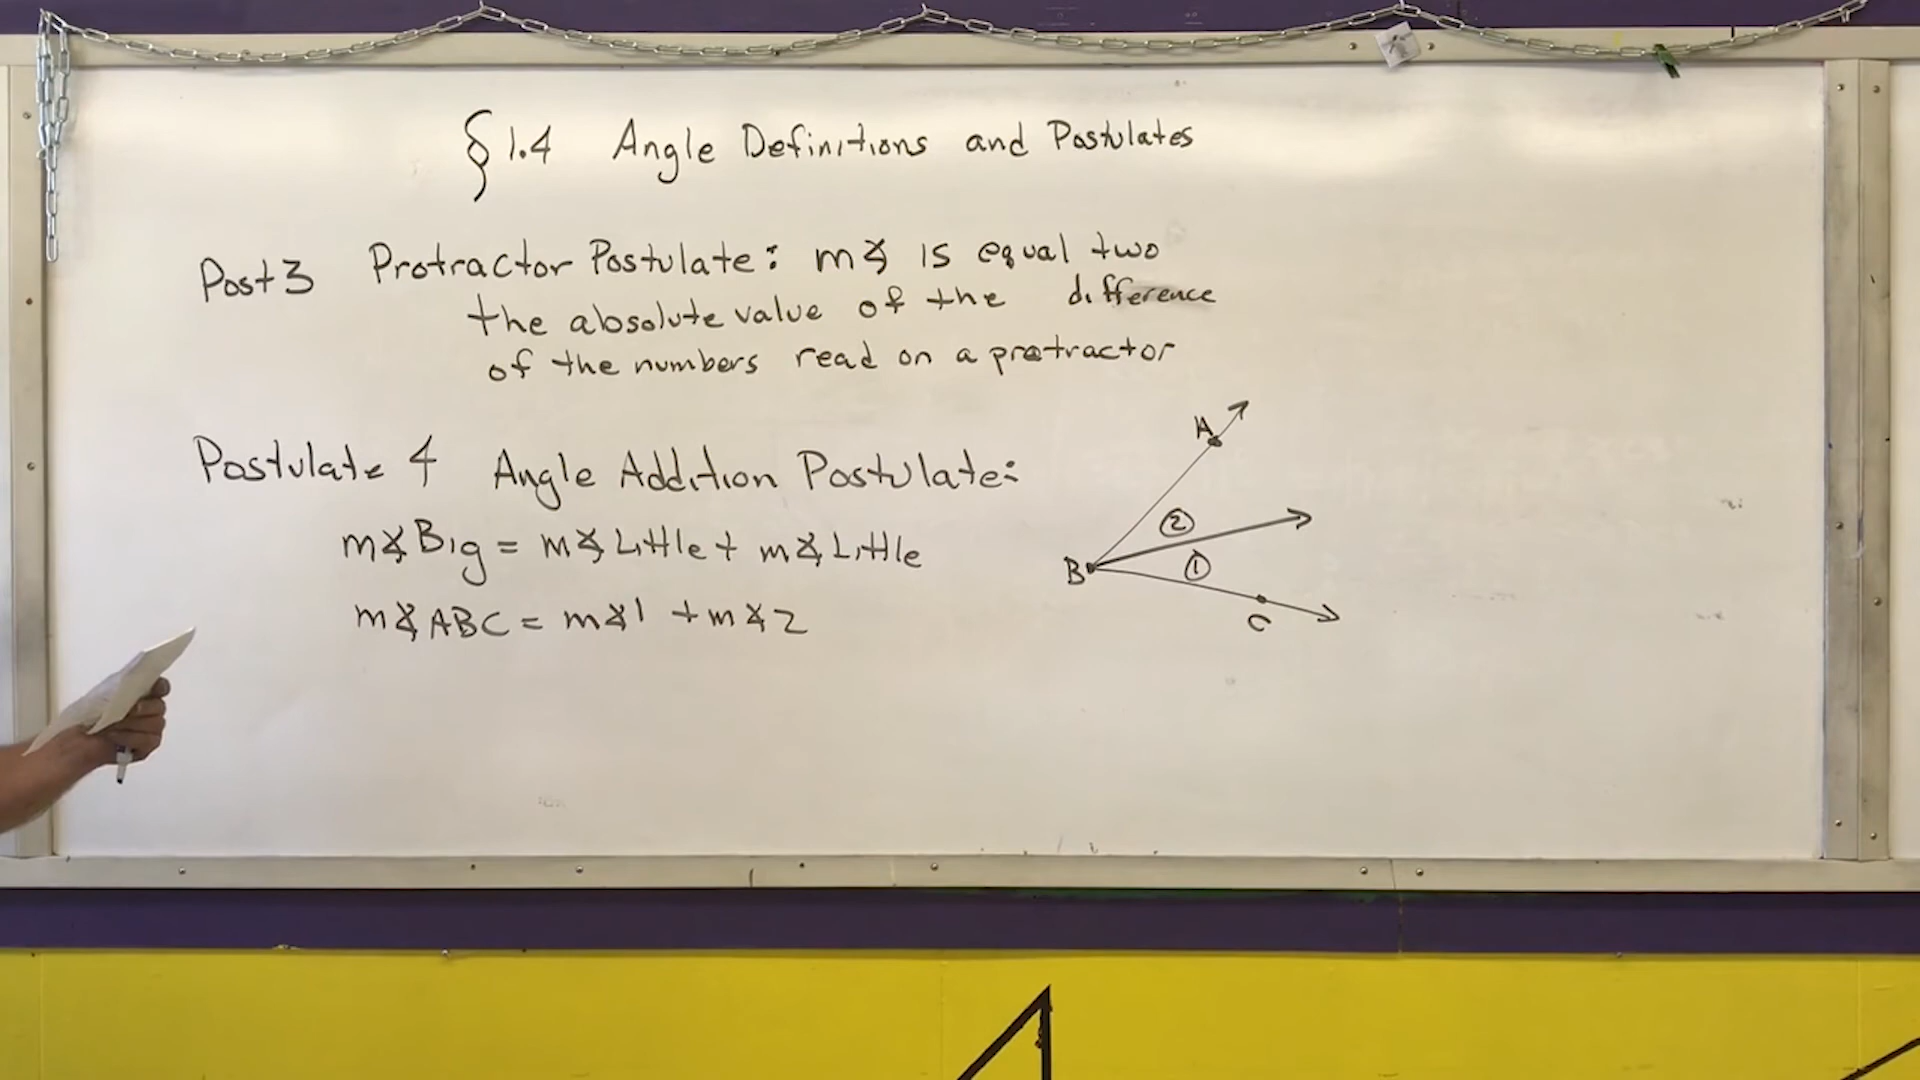 § 1.4 Angle Definitions and Postulates
Post 3 Protractor Postulate: m∡ is equal two
the absolute value of the difference
of the numbers read on a protractor
Postulate 4 Angle Addition Postulate:
m∡Big = m∡Little + m∡Little
m∡ABC = m∡1 + m∡2
A
②
B
①
C